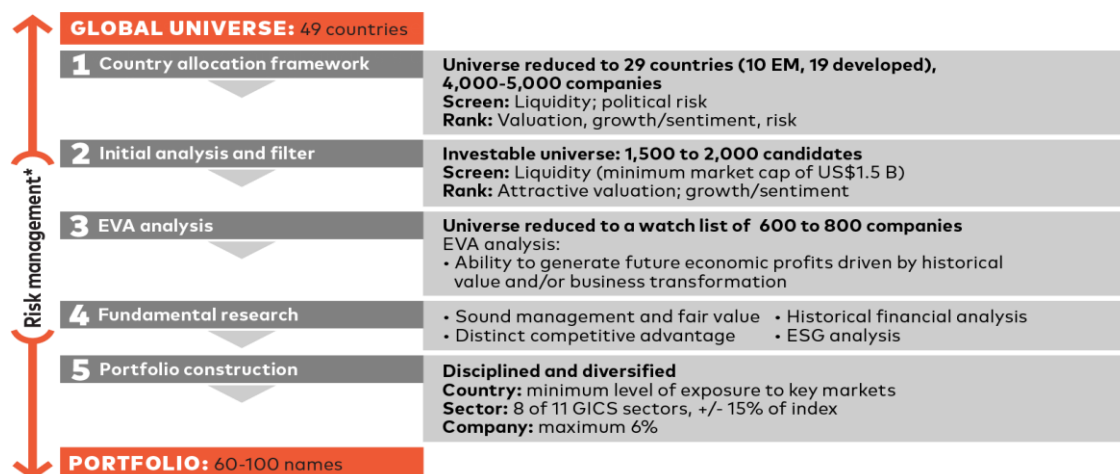 GLOBAL UNIVERSE: 49 countries
1 Country allocation framework
Universe reduced to 29 countries (10 EM, 19 developed),
4,000-5,000 companies
Screen: Liquidity; political risk
Rank: Valuation, growth/sentiment, risk
2 Initial analysis and filter
Investable universe: 1,500 to 2,000 candidates
Screen: Liquidity (minimum market cap of US$1.5 B)
Rank: Attractive valuation; growth/sentiment
Risk management*
3 EVA analysis
Universe reduced to a watch list of 600 to 800 companies
EVA analysis:
• Ability to generate future economic profits driven by historical
value and/or business transformation
4 Fundamental research
• Sound management and fair value • Historical financial analysis
• Distinct competitive advantage • ESG analysis
5 Portfolio construction
Disciplined and diversified
Country: minimum level of exposure to key markets
Sector: 8 of 11 GICS sectors, +/- 15% of index
Company: maximum 6%
PORTFOLIO: 60-100 names